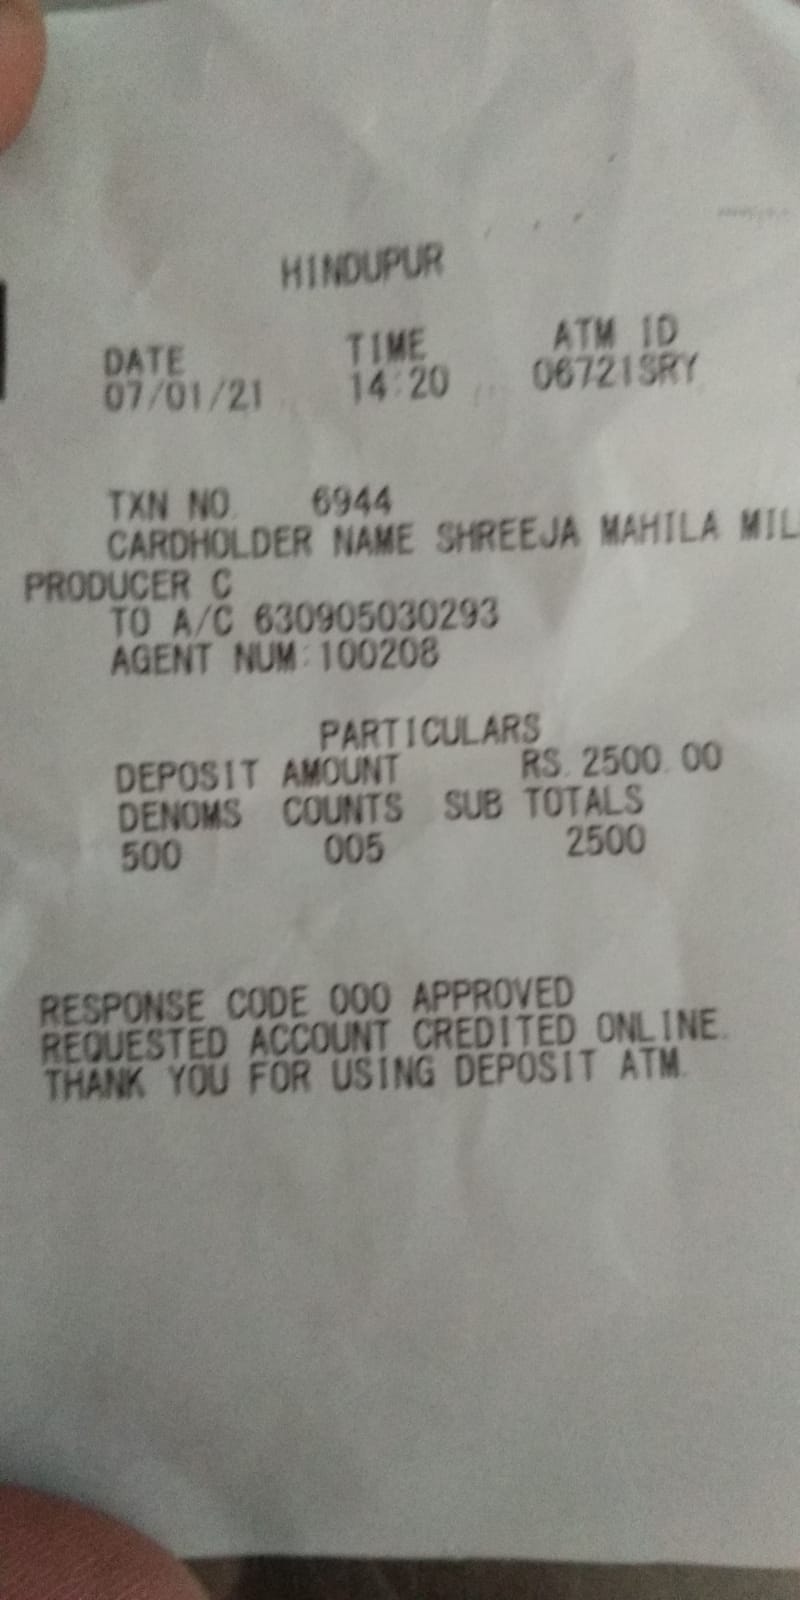 HINDUPUR
DATE TIME ATM ID
07/01/21 14:20 06721SRY
TXN NO. 6944
CARDHOLDER NAME SHREEJA MAHILA MIL
PRODUCER C
TO A/C 630905030293
AGENT NUM:100208
PARTICULARS
DEPOSIT AMOUNT RS.2500.00
DENOMS COUNTS SUB TOTALS
500 005 2500
RESPONSE CODE 000 APPROVED
REQUESTED ACCOUNT CREDITED ONLINE.
THANK YOU FOR USING DEPOSIT ATM.